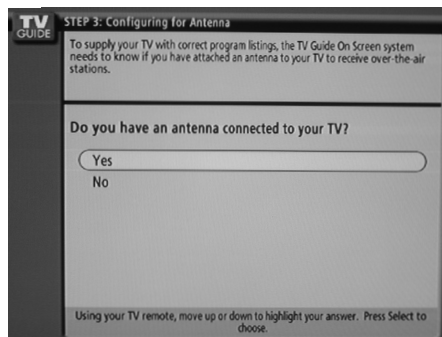 TV
GUIDE
STEP 3: Configuring for Antenna
To supply your TV with correct program listings, the TV Guide On Screen system
needs to know if you have attached an antenna to your TV to receive over-the-air
stations.
Do you have an antenna connected to your TV?
Yes
No
Using your TV remote, move up or down to highlight your answer. Press Select to
choose.